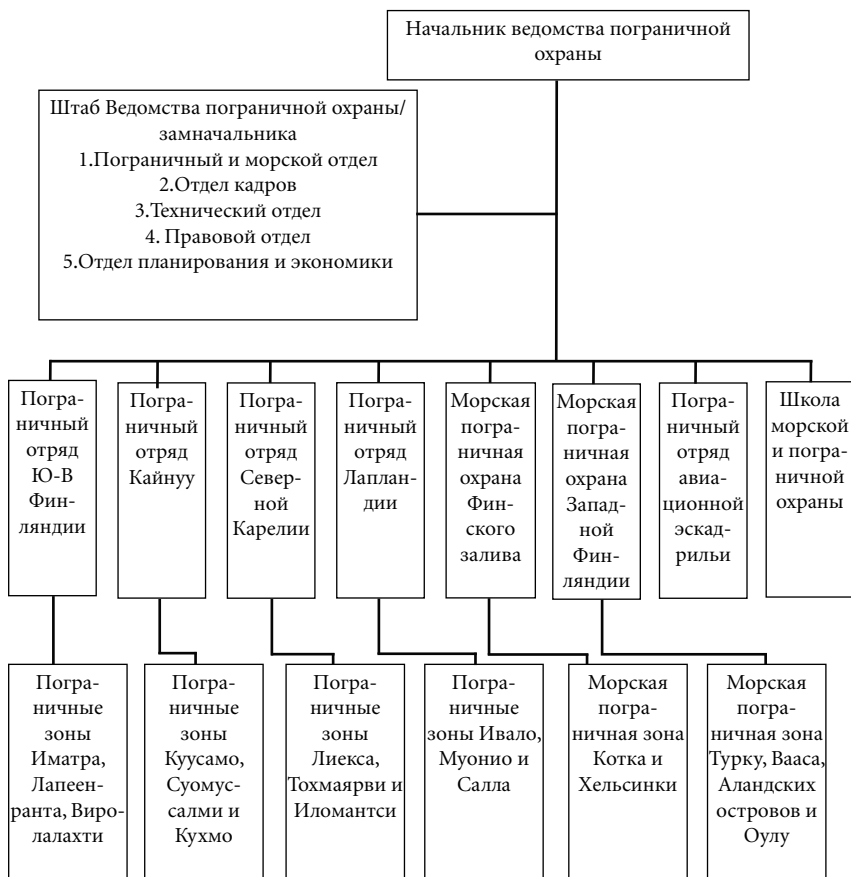 Начальник ведомства пограничной
охраны
Штаб Ведомства пограничной охраны/
замначальника
1.Пограничный и морской отдел
2.Отдел кадров
3.Технический отдел
4. Правовой отдел
5.Отдел планирования и экономики
Погра-
ничный
отряд
Ю-В
Фин-
ляндии
Погра-
ничный
отряд
Кайнуу
Погра-
ничный
отряд
Север-
ной
Карелии
Погра-
ничный
отряд
Лаплан-
дии
Морская
погра-
ничная
охрана
Фин-
ского
залива
Морская
погра-
ничная
охрана
Запад-
ной
Фин-
ляндии
Погра-
ничный
отряд
авиа-
ционной
эскад-
рильи
Школа
морской
и погра-
ничной
охраны
Погра-
ничные
зоны
Иматра,
Лапеен-
ранта, Виро-
лалахти
Погра-
ничные
зоны
Куусамо,
Суомус-
салми и
Кухмо
Погра-
ничные
зоны
Лиекса,
Тохмаярви и
Иломантси
Погра-
ничные
зоны Ивало,
Муонио и
Салла
Морская
погра-
ничная зона
Котка и
Хельсинки
Морская
погра-
ничная зона
Турку, Вааса,
Аландских
островов и
Оулу